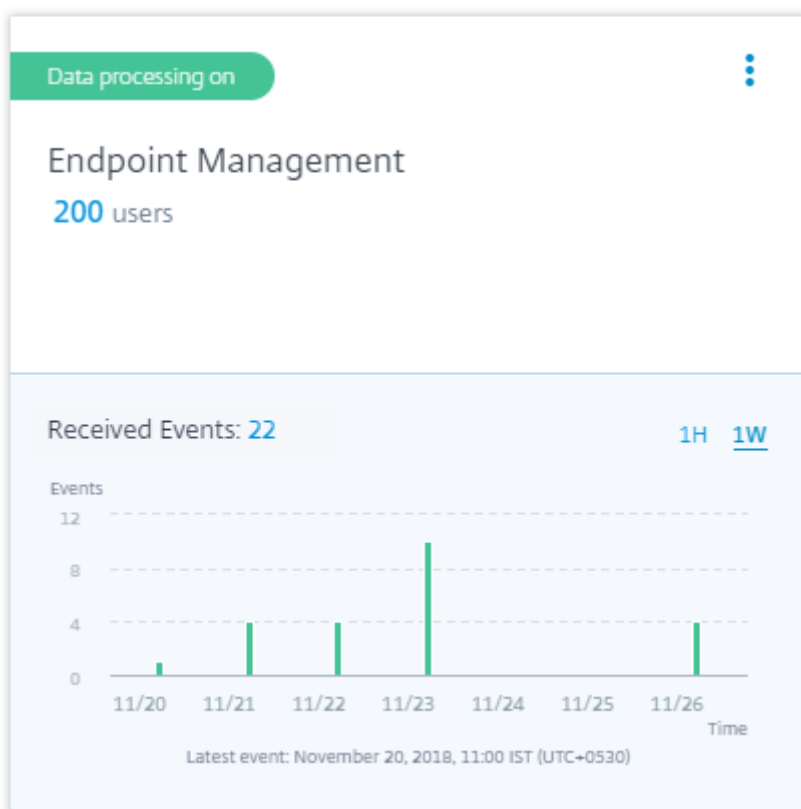 Data processing on
Endpoint Management
200 users
Received Events: 22
1H 1W
Events
12
8
4
0
11/20 11/21 11/22 11/23 11/24 11/25 11/26
Time
Latest event: November 20, 2018, 11:00 IST (UTC+0530)